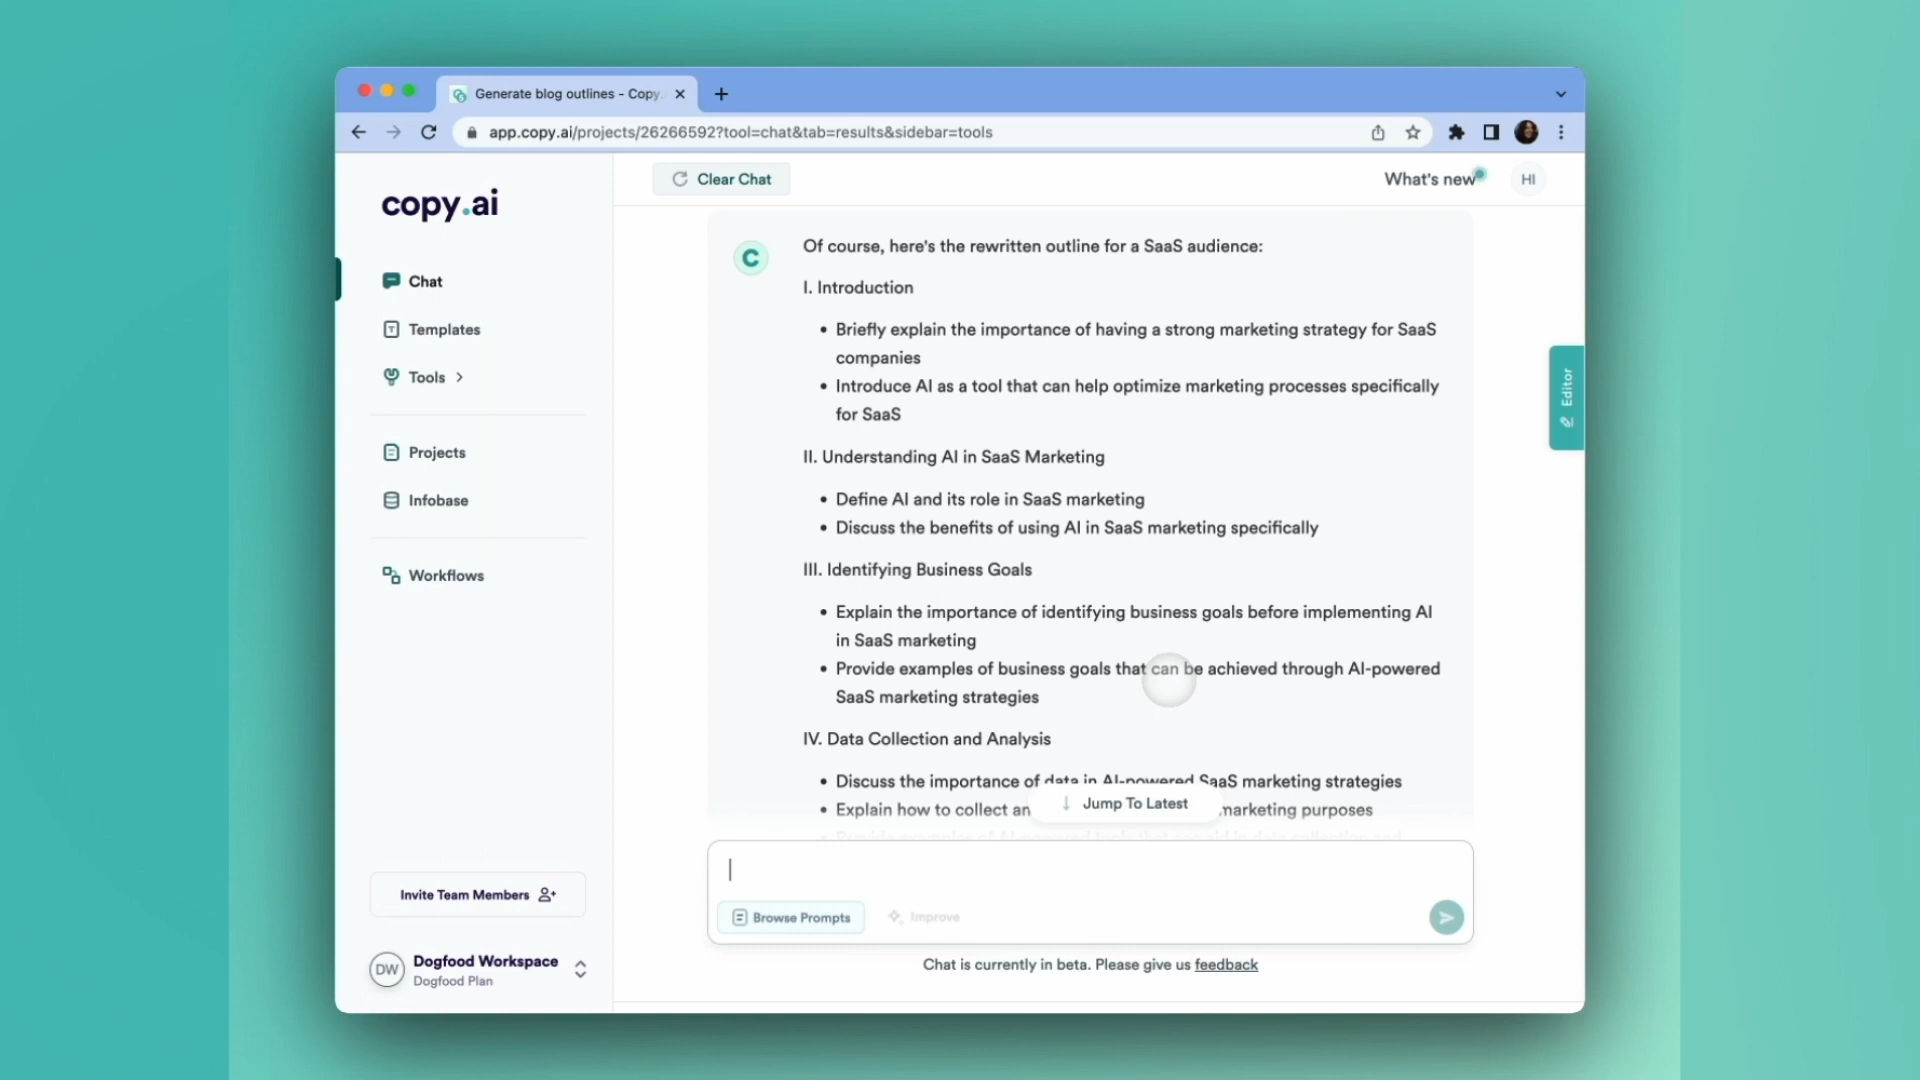 Generate blog outlines - Copy.
app.copy.ai/projects/26266592?tool=chat&tab=results&sidebar=tools
copy.ai
Clear Chat
What's new
HI
Chat
Templates
Tools
Projects
Infobase
Workflows
Invite Team Members
DW
Dogfood Workspace
Dogfood Plan
C
Of course, here's the rewritten outline for a SaaS audience:
I. Introduction
• Briefly explain the importance of having a strong marketing strategy for SaaS
companies
• Introduce AI as a tool that can help optimize marketing processes specifically
for SaaS
II. Understanding AI in SaaS Marketing
• Define AI and its role in SaaS marketing
• Discuss the benefits of using AI in SaaS marketing specifically
III. Identifying Business Goals
• Explain the importance of identifying business goals before implementing AI
in SaaS marketing
• Provide examples of business goals that can be achieved through AI-powered
SaaS marketing strategies
IV. Data Collection and Analysis
• Discuss the importance of data in AI-powered SaaS marketing strategies
• Explain how to collect an marketing purposes
Jump To Latest
Browse Prompts
Improve
Chat is currently in beta. Please give us feedback
Editor